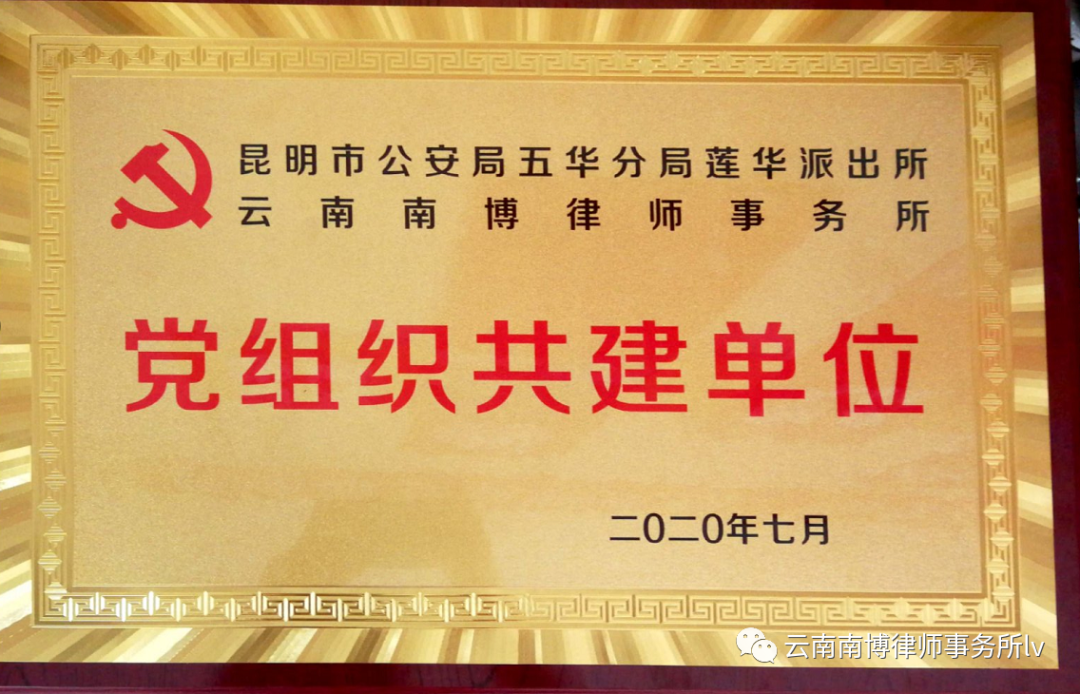 昆明市公安局五华分局莲华派出所
云南南博律师事务所
党组织共建单位
二〇二〇年七月
云南南博律师事务所lv